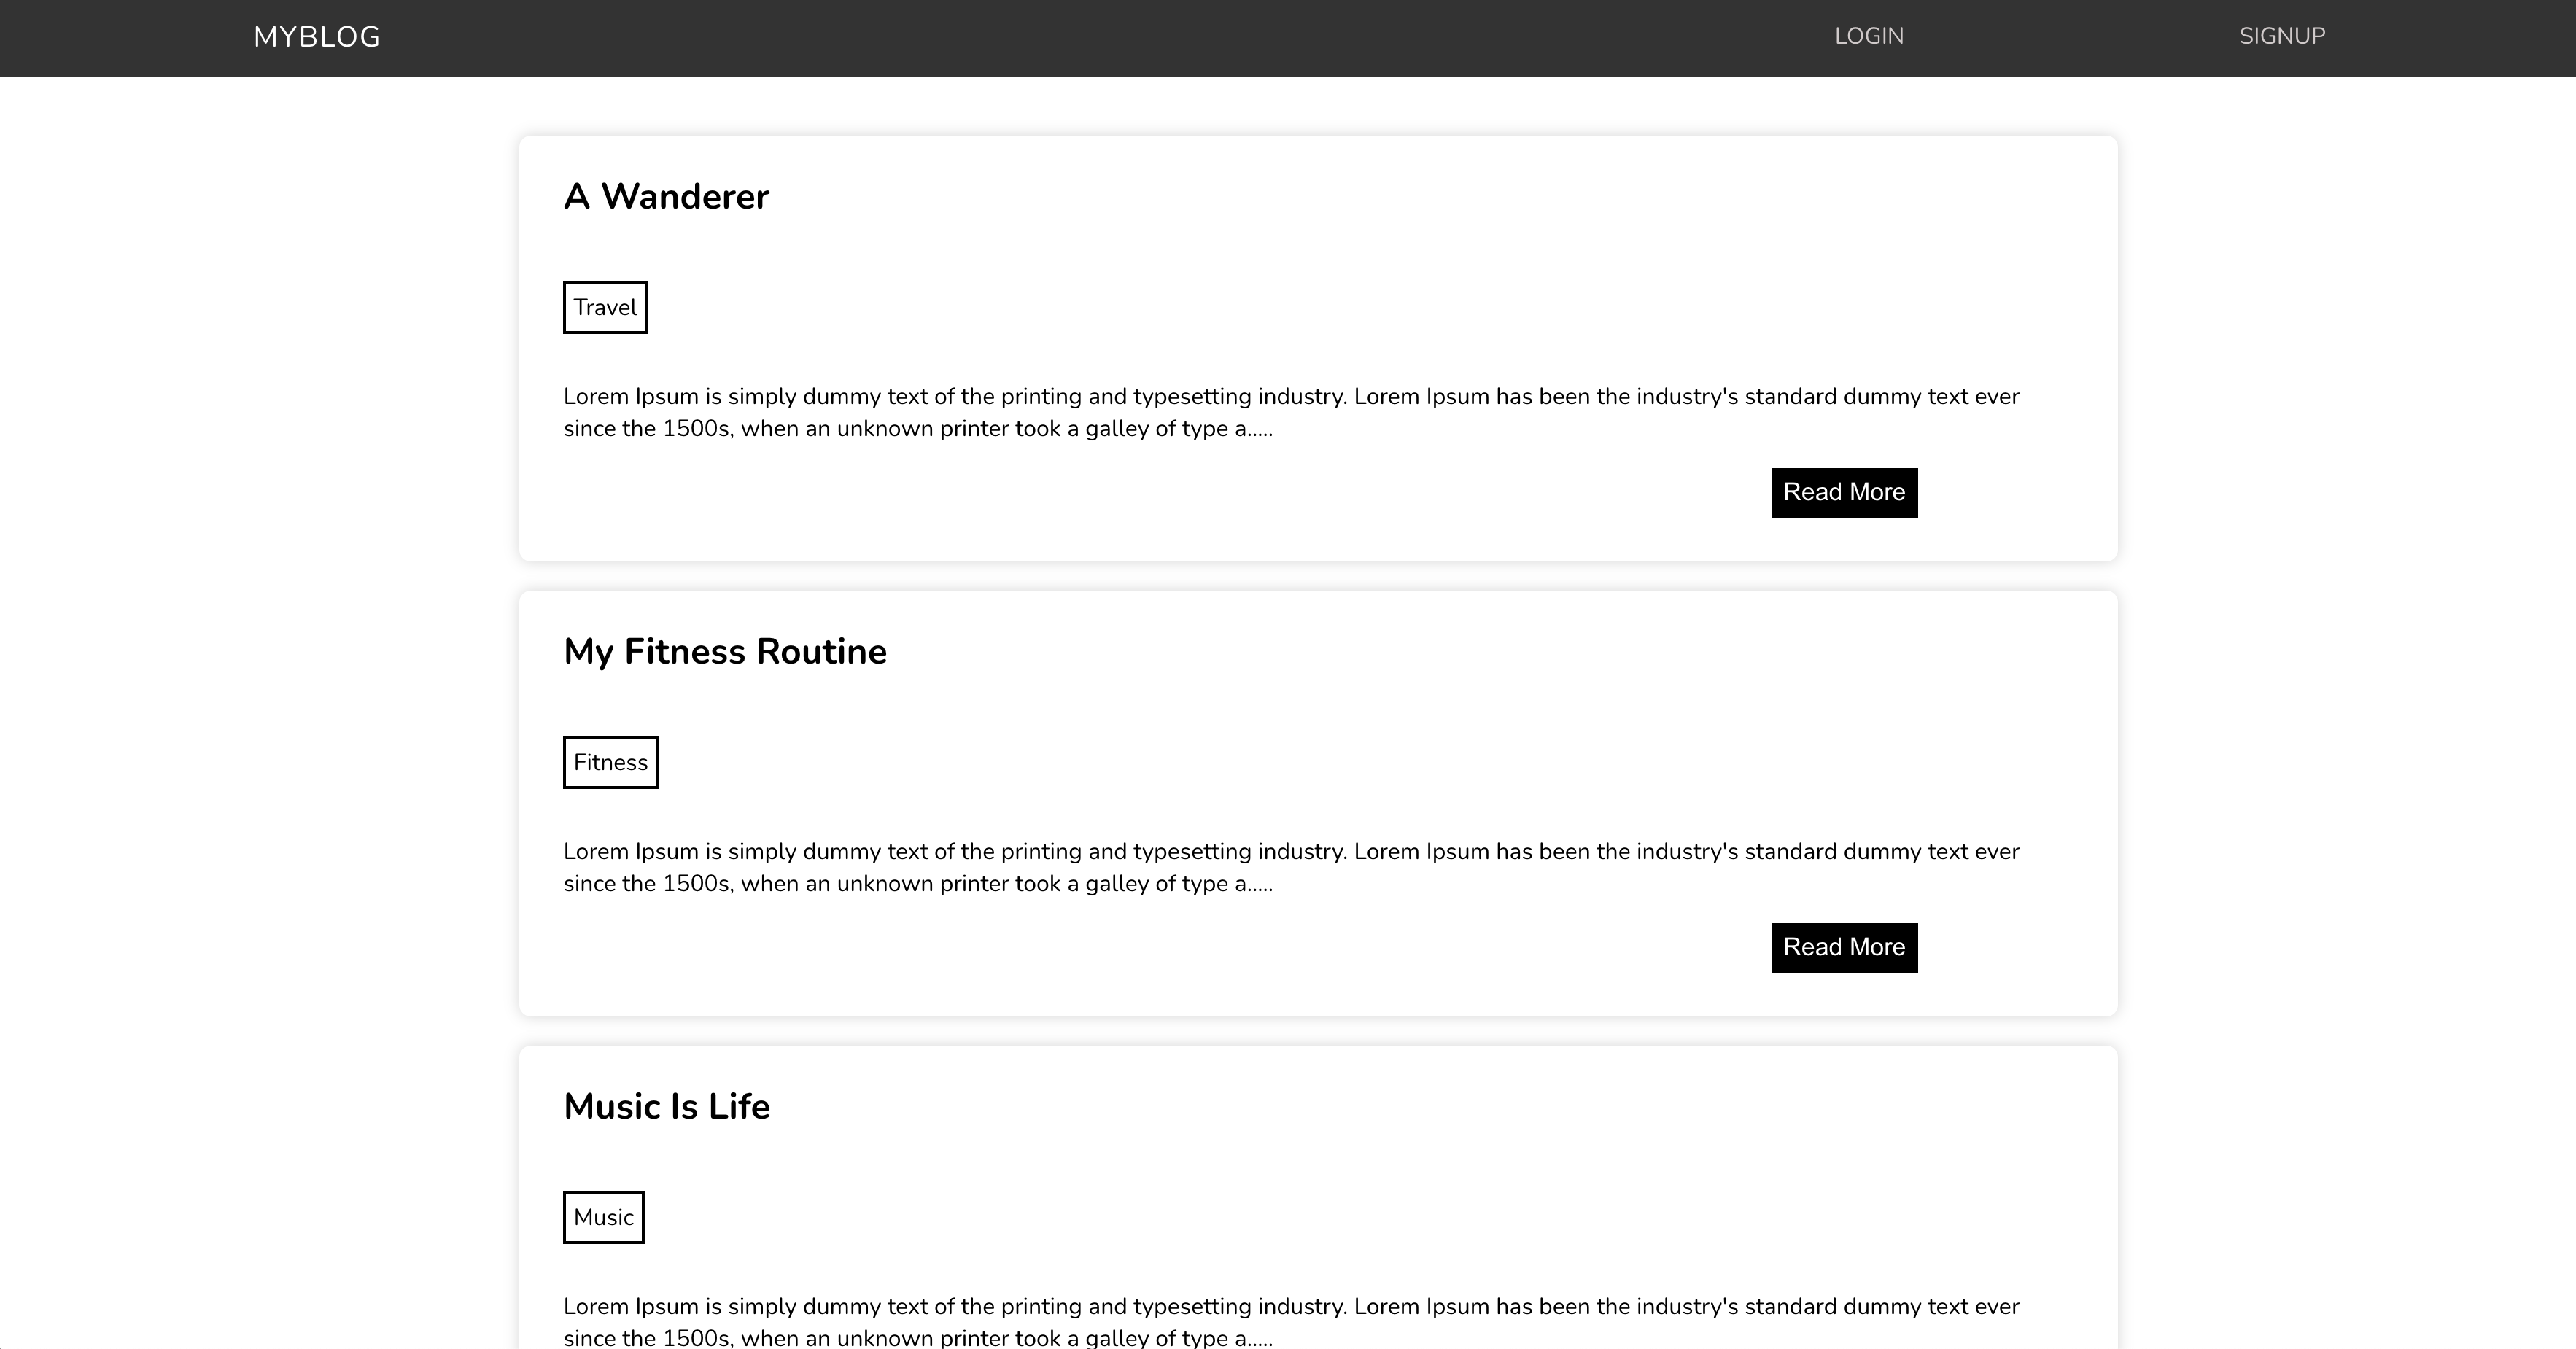 MYBLOG LOGIN SIGNUP
A Wanderer
Travel
Lorem Ipsum is simply dummy text of the printing and typesetting industry. Lorem Ipsum has been the industry's standard dummy text ever
since the 1500s, when an unknown printer took a galley of type a.....
Read More
My Fitness Routine
Fitness
Lorem Ipsum is simply dummy text of the printing and typesetting industry. Lorem Ipsum has been the industry's standard dummy text ever
since the 1500s, when an unknown printer took a galley of type a.....
Read More
Music Is Life
Music
Lorem Ipsum is simply dummy text of the printing and typesetting industry. Lorem Ipsum has been the industry's standard dummy text ever
since the 1500s, when an unknown printer took a galley of type a.....